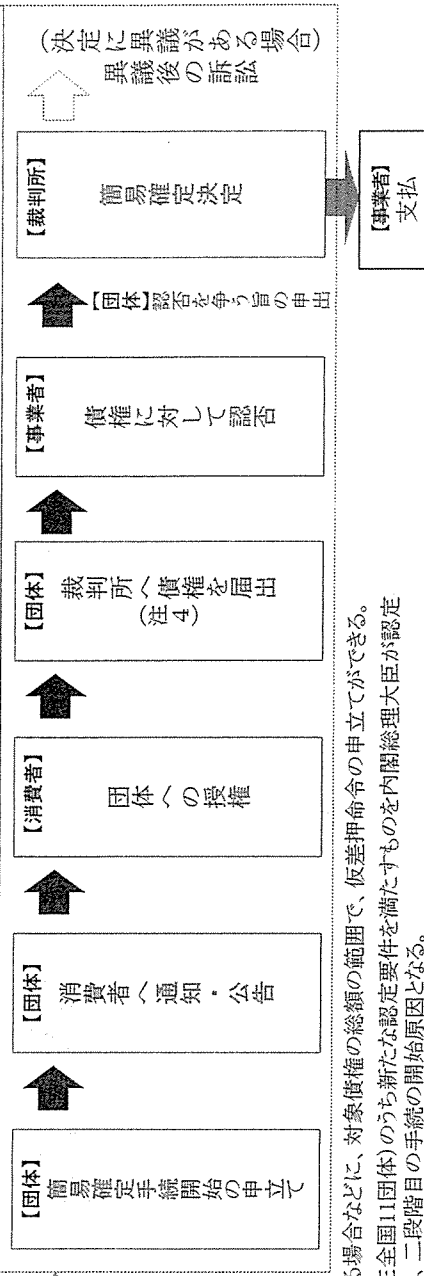 【団体】
簡易確定手続開始の申立て
【団体】
消費者へ通知・公告
【消費者】
団体への授権
【団体】
裁判所へ債権を届出
(注4)
【事業者】
債権に対して認否
【団体】認否を争う旨の申出
【裁判所】
簡易確定決定
(決定に異議がある場合)
異議後の訴訟
【事業者】
支払
る場合などに、対象債権の総額の範囲で、仮差押命令の申立てができる。
全国11団体)のうち新たな認定要件を満たすものを内閣総理大臣が認定
、二段階目の手続の開始原因となる。